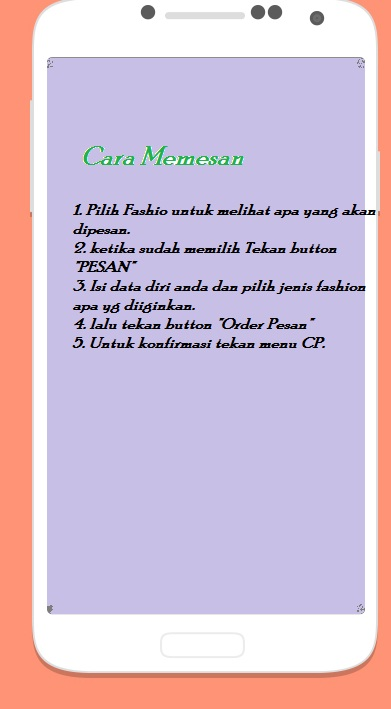 Cara Memesan
1. Pilih Fashio untuk melihat apa yang akan
dipesan.
2. ketika sudah memilih Tekan button
"PESAN"
3. Isi data diri anda dan pilih jenis fashion
apa yg diiginkan.
4. lalu tekan button "Order Pesan"
5. Untuk konfirmasi tekan menu CP.